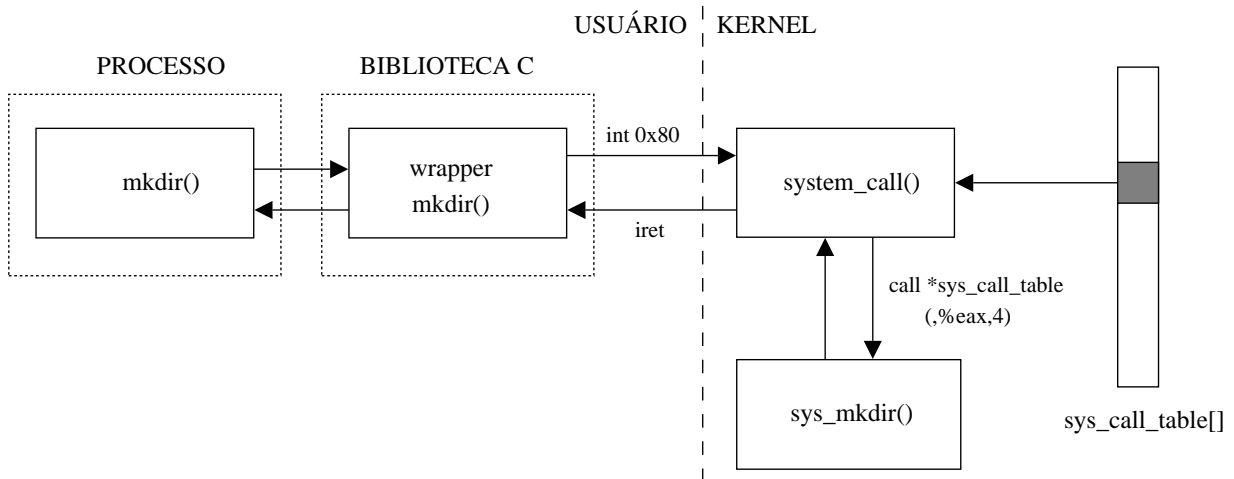 USUÁRIO
KERNEL
PROCESSO
BIBLIOTECA C
mkdir()
wrapper
mkdir()
int 0x80
iret
system_call()
call *sys_call_table
(,%eax,4)
sys_mkdir()
sys_call_table[]